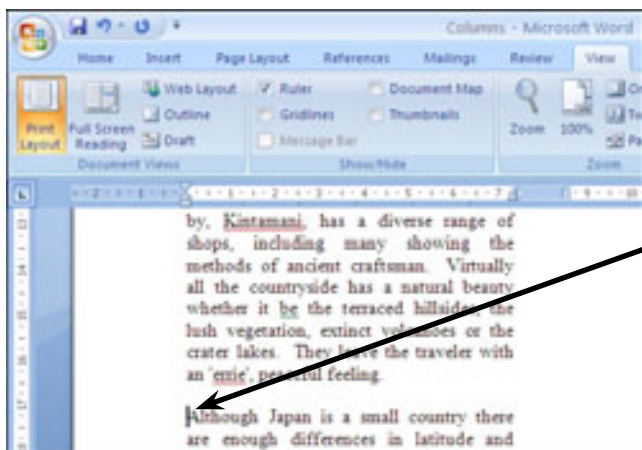 Columns - Microsoft Word
Home Insert Page Layout References Mailings Review View
Print Layout
Full Screen Reading
Web Layout
Outline
Draft
Document Views
Ruler
Gridlines
Message Bar
Document Map
Thumbnails
Show/Hide
Zoom
100%
Zoom
by, Kintamani, has a diverse range of
shops, including many showing the
methods of ancient craftsman. Virtually
all the countryside has a natural beauty
whether it be the terraced hillsides, the
lush vegetation, extinct volcanoes or the
crater lakes. They leave the traveler with
an 'errie', peaceful feeling.
Although Japan is a small country there
are enough differences in latitude and